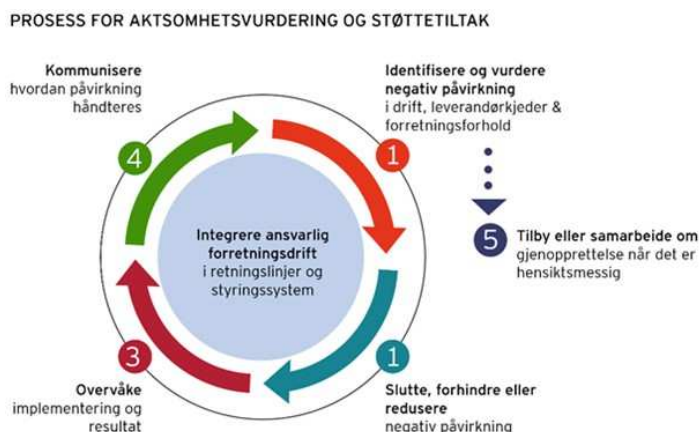 PROSESS FOR AKTSOMHETSVURDERING OG STØTTETILTAK
Kommunisere
hvordan påvirkning
håndteres
4
Identifisere og vurdere
negativ påvirkning
i drift, leverandørkjeder &
forretningsforhold
1
Integrere ansvarlig
forretningsdrift
i retningslinjer og
styringssystem
5
Tilby eller samarbeide om
gjenopprettelse når det er
hensiktsmessig
3
Overvåke
implementering og
resultat
1
Slutte, forhindre eller
redusere
negativ påvirkning